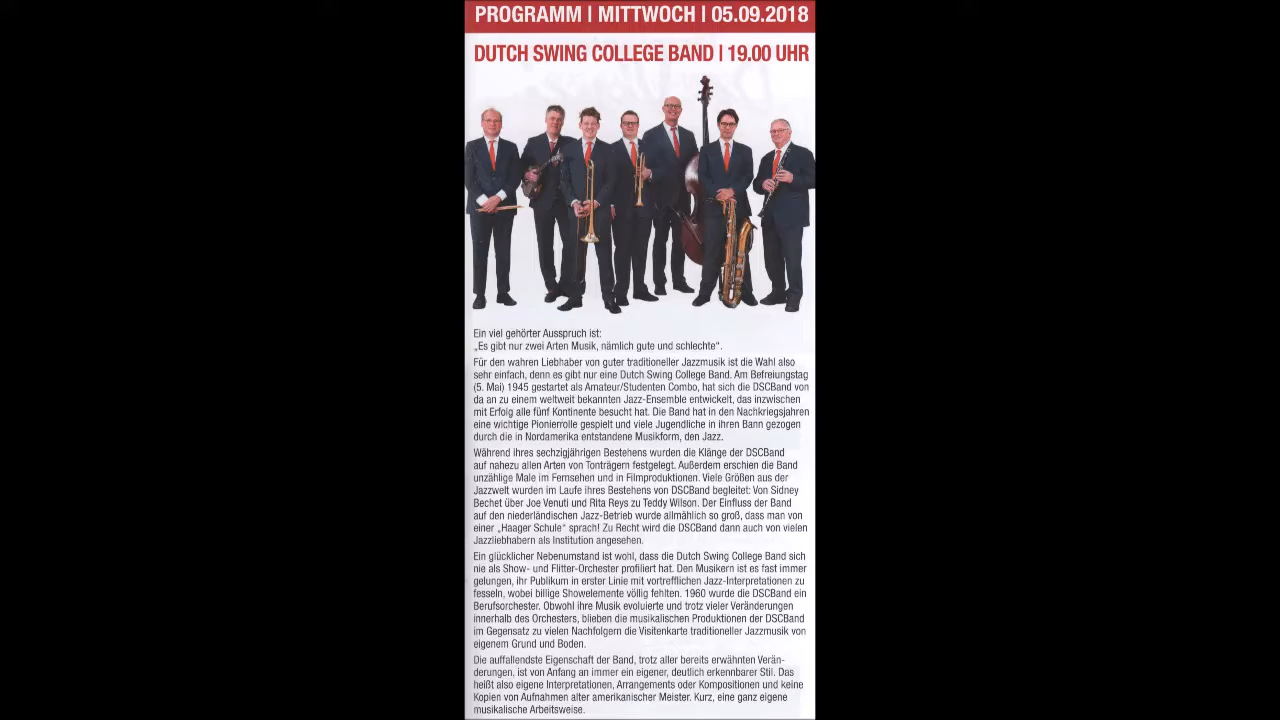 PROGRAMM | MITTWOCH | 05.09.2018
DUTCH SWING COLLEGE BAND | 19.00 UHR
Ein viel gehörter Ausspruch ist:
„Es gibt nur zwei Arten Musik, nämlich gute und schlechte“.
Für den wahren Liebhaber von guter traditioneller Jazzmusik ist die Wahl also
sehr einfach, denn es gibt nur eine Dutch Swing College Band. Am Befreiungstag
(5. Mai) 1945 gestartet als Amateur/Studenten Combo, hat sich die DSCBand von
da an zu einem weltweit bekannten Jazz-Ensemble entwickelt, das inzwischen
mit Erfolg alle fünf Kontinente besucht hat. Die Band hat in den Nachkriegsjahren
eine wichtige Pionierrolle gespielt und viele Jugendliche in ihren Bann gezogen
durch die in Nordamerika entstandene Musikform, den Jazz.
Während ihres sechzigjährigen Bestehens wurden die Klänge der DSCBand
auf nahezu allen Arten von Tonträgern festgelegt. Außerdem erschien die Band
unzählige Male im Fernsehen und in Filmproduktionen. Viele Größen aus der
Jazzwelt wurden im Laufe ihres Bestehens von DSCBand begleitet: Von Sidney
Bechet über Joe Venuti und Rita Reys zu Teddy Wilson. Der Einfluss der Band
auf den niederländischen Jazz-Betrieb wurde allmählich so groß, dass man von
einer „Haager Schule“ sprach! Zu Recht wird die DSCBand dann auch von vielen
Jazzliebhabern als Institution angesehen.
Ein glücklicher Nebenumstand ist wohl, dass die Dutch Swing College Band sich
nie als Show- und Flitter-Orchester profiliert hat. Den Musikern ist es fast immer
gelungen, ihr Publikum in erster Linie mit vortrefflichen Jazz-Interpretationen zu
fesseln, wobei billige Showelemente völlig fehlten. 1960 wurde die DSCBand ein
Berufsorchester. Obwohl ihre Musik evoluierte und trotz vieler Veränderungen
innerhalb des Orchesters, blieben die musikalischen Produktionen der DSCBand
im Gegensatz zu vielen Nachfolgern die Visitenkarte traditioneller Jazzmusik von
eigenem Grund und Boden.
Die auffallendste Eigenschaft der Band, trotz aller bereits erwähnten Verän-
derungen, ist von Anfang an immer ein eigener, deutlich erkennbarer Stil. Das
heißt also eigene Interpretationen, Arrangements oder Kompositionen und keine
Kopien von Aufnahmen alter amerikanischer Meister. Kurz, eine ganz eigene
musikalische Arbeitsweise.